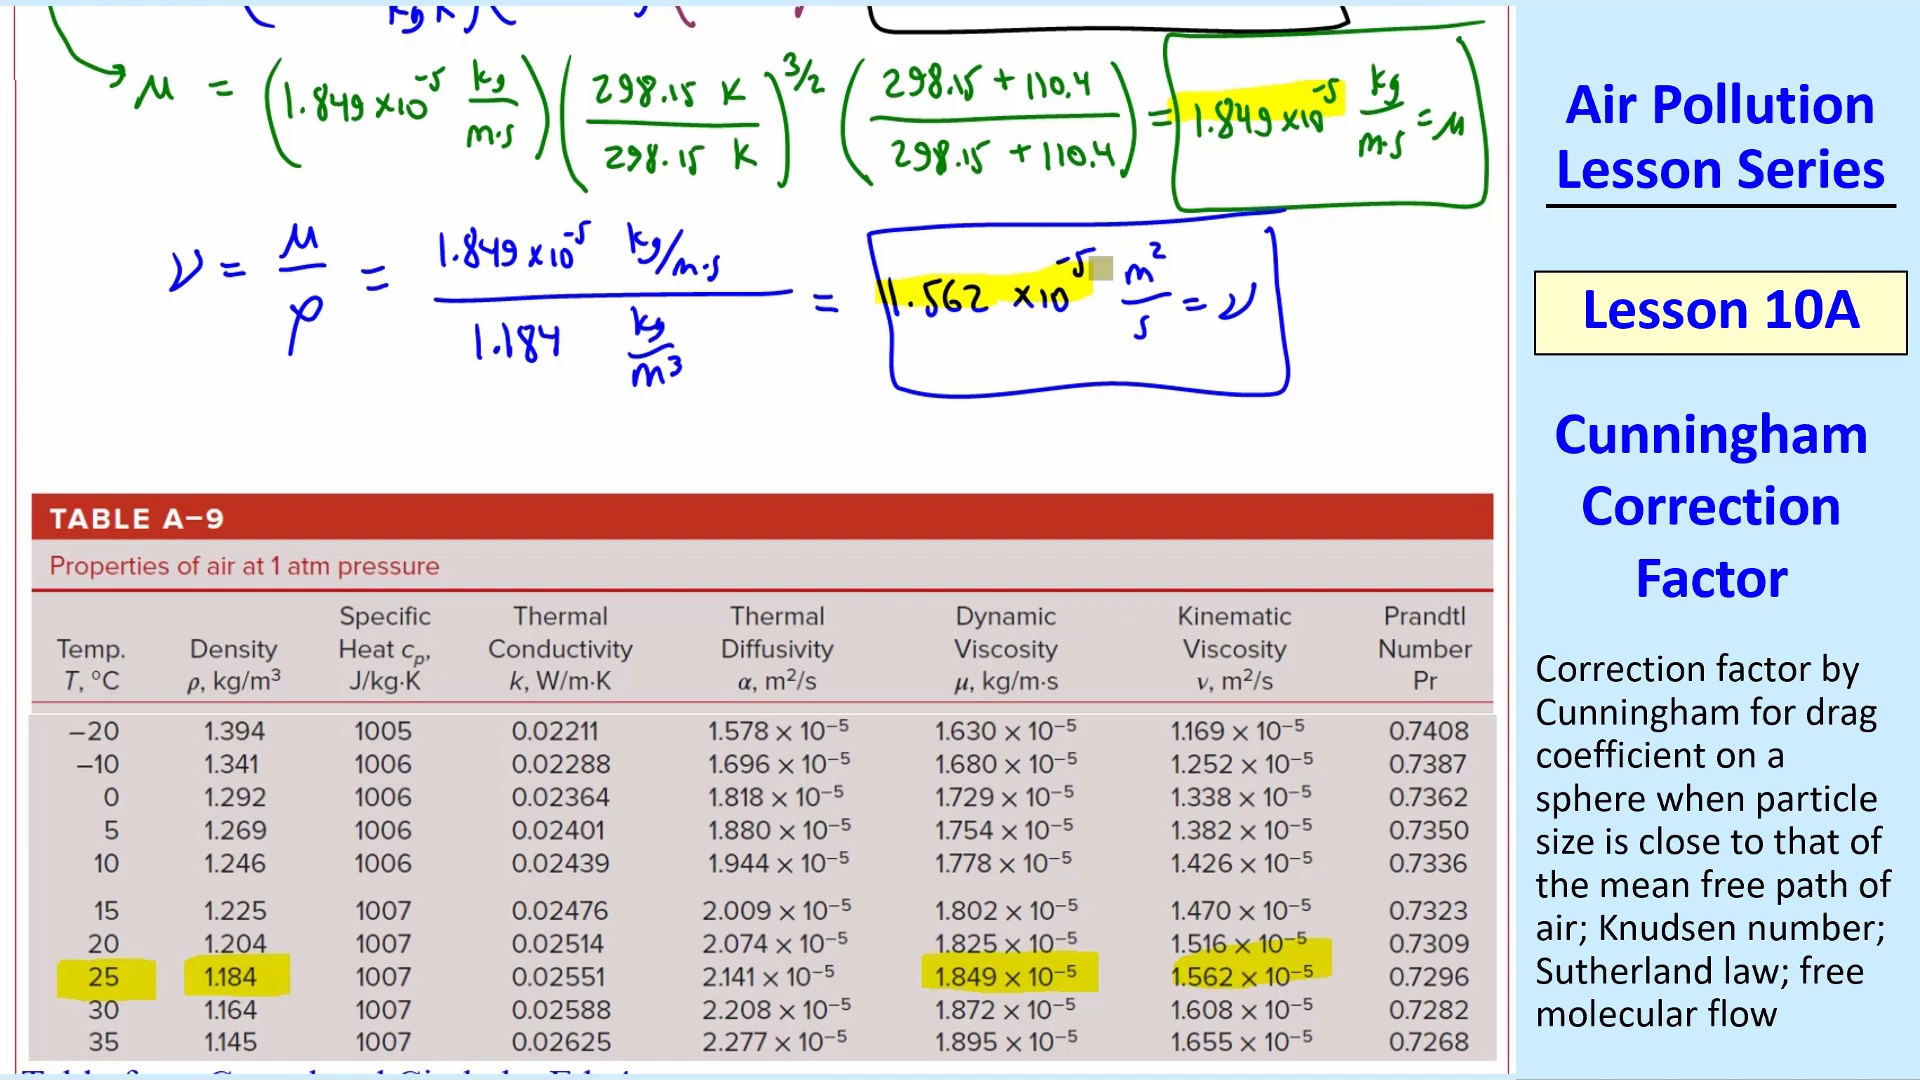 kg K
μ = (1.849 ×10⁻⁵ kg/m·s) (298.15 K / 298.15 K)^3/2 (298.15 + 110.4 / 298.15 + 110.4) = 1.849 ×10⁻⁵ kg/m·s = μ
ν = μ/ρ = 1.849 ×10⁻⁵ kg/m·s / 1.184 kg/m³ = 1.562 ×10⁻⁵ m²/s = ν
TABLE A–9
Properties of air at 1 atm pressure
Specific Thermal Thermal Dynamic Kinematic Prandtl
Temp. Density Heat cₚ, Conductivity Diffusivity Viscosity Viscosity Number
T, °C ρ, kg/m³ J/kg·K k, W/m·K α, m²/s μ, kg/m·s ν, m²/s Pr
−20 1.394 1005 0.02211 1.578 × 10⁻⁵ 1.630 × 10⁻⁵ 1.169 × 10⁻⁵ 0.7408
−10 1.341 1006 0.02288 1.696 × 10⁻⁵ 1.680 × 10⁻⁵ 1.252 × 10⁻⁵ 0.7387
0 1.292 1006 0.02364 1.818 × 10⁻⁵ 1.729 × 10⁻⁵ 1.338 × 10⁻⁵ 0.7362
5 1.269 1006 0.02401 1.880 × 10⁻⁵ 1.754 × 10⁻⁵ 1.382 × 10⁻⁵ 0.7350
10 1.246 1006 0.02439 1.944 × 10⁻⁵ 1.778 × 10⁻⁵ 1.426 × 10⁻⁵ 0.7336
15 1.225 1007 0.02476 2.009 × 10⁻⁵ 1.802 × 10⁻⁵ 1.470 × 10⁻⁵ 0.7323
20 1.204 1007 0.02514 2.074 × 10⁻⁵ 1.825 × 10⁻⁵ 1.516 × 10⁻⁵ 0.7309
25 1.184 1007 0.02551 2.141 × 10⁻⁵ 1.849 × 10⁻⁵ 1.562 × 10⁻⁵ 0.7296
30 1.164 1007 0.02588 2.208 × 10⁻⁵ 1.872 × 10⁻⁵ 1.608 × 10⁻⁵ 0.7282
35 1.145 1007 0.02625 2.277 × 10⁻⁵ 1.895 × 10⁻⁵ 1.655 × 10⁻⁵ 0.7268
Air Pollution
Lesson Series
Lesson 10A
Cunningham
Correction
Factor
Correction factor by
Cunningham for drag
coefficient on a
sphere when particle
size is close to that of
the mean free path of
air; Knudsen number;
Sutherland law; free
molecular flow